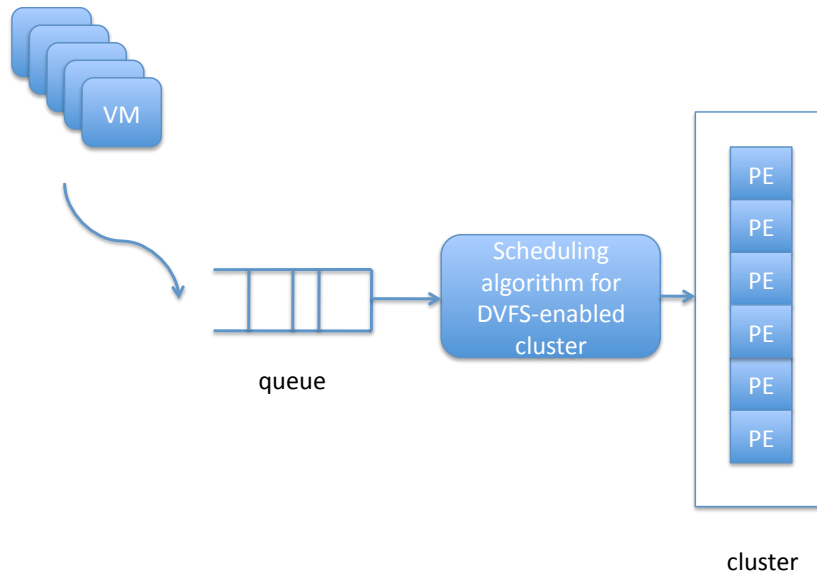 VM
queue
Scheduling
algorithm for
DVFS-enabled
cluster
PE
PE
PE
PE
PE
PE
cluster